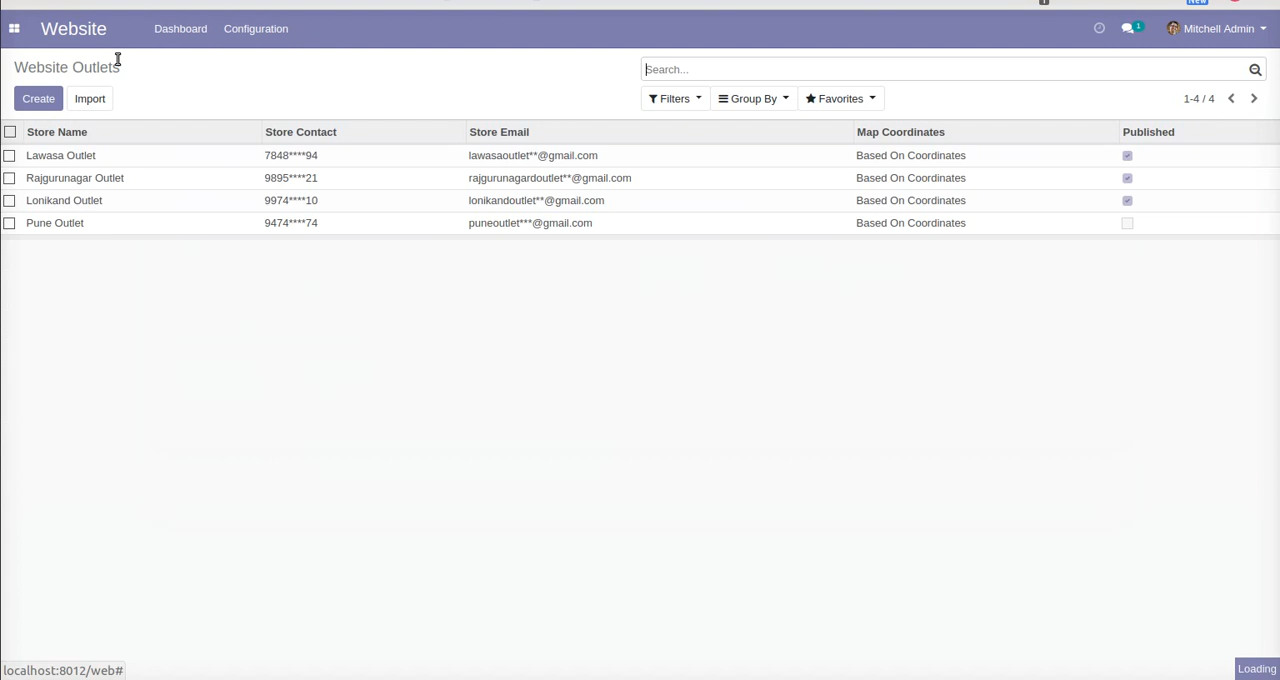 New
Website Dashboard Configuration 1 Mitchell Admin
Website Outlets Search...
Create Import Filters Group By Favorites 1-4 / 4
Store Name Store Contact Store Email Map Coordinates Published
Lawasa Outlet 7848****94 lawasaoutlet**@gmail.com Based On Coordinates
Rajgurunagar Outlet 9895****21 rajgurunagardoutlet**@gmail.com Based On Coordinates
Lonikand Outlet 9974****10 lonikandoutlet**@gmail.com Based On Coordinates
Pune Outlet 9474****74 puneoutlet***@gmail.com Based On Coordinates
localhost:8012/web# Loading